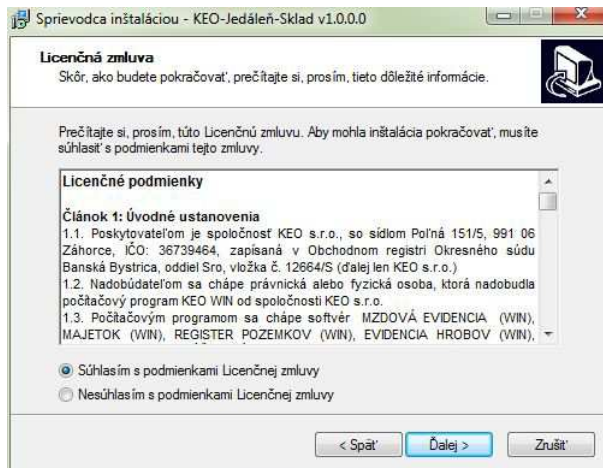 Sprievodca inštaláciou - KEO-Jedáleň-Sklad v1.0.0.0
Licenčná zmluva
Skôr, ako budete pokračovať, prečítajte si, prosím, tieto dôležité informácie.
Prečítajte si, prosím, túto Licenčnú zmluvu. Aby mohla inštalácia pokračovať, musíte
súhlasiť s podmienkami tejto zmluvy.
Licenčné podmienky
Článok 1: Úvodné ustanovenia
1.1. Poskytovateľom je spoločnosť KEO s.r.o., so sídlom Poľná 151/5, 991 06
Záhorce, IČO: 36739464, zapísaná v Obchodnom registri Okresného súdu
Banská Bystrica, oddiel Sro, vložka č. 12664/S (ďalej len KEO s.r.o.)
1.2. Nadobúdateľom sa chápe právnická alebo fyzická osoba, ktorá nadobudla
počítačový program KEO WIN od spoločnosti KEO s.r.o.
1.3. Počítačovým programom sa chápe softvér MZDOVÁ EVIDENCIA (WIN),
MAJETOK (WIN), REGISTER POZEMKOV (WIN), EVIDENCIA HROBOV (WIN),
Súhlasím s podmienkami Licenčnej zmluvy
Nesúhlasím s podmienkami Licenčnej zmluvy
< Späť
Ďalej >
Zrušiť